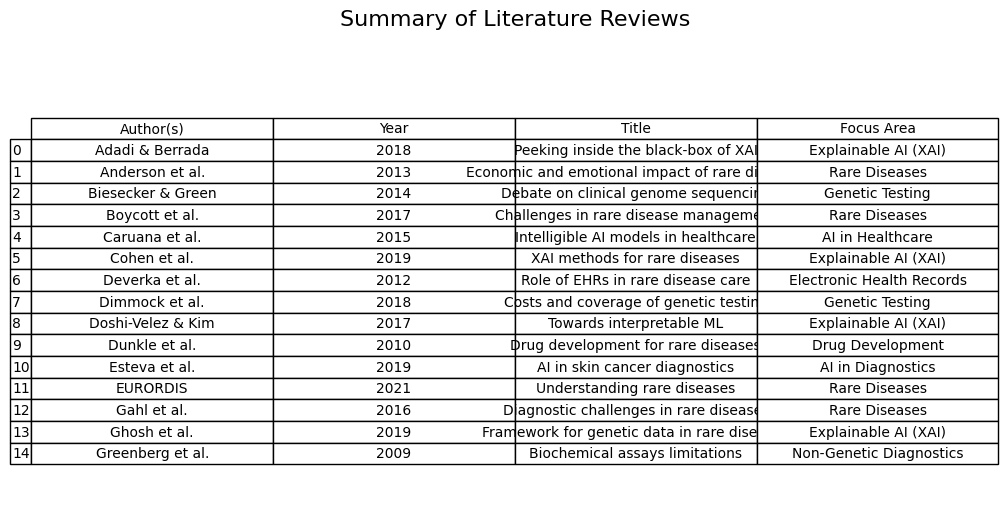 Summary of Literature Reviews
Author(s) Year Title Focus Area
0 Adadi & Berrada 2018 Peeking inside the black-box of XAI Explainable AI (XAI)
1 Anderson et al. 2013 Economic and emotional impact of rare di Rare Diseases
2 Biesecker & Green 2014 Debate on clinical genome sequencin Genetic Testing
3 Boycott et al. 2017 Challenges in rare disease manageme Rare Diseases
4 Caruana et al. 2015 Intelligible AI models in healthcare AI in Healthcare
5 Cohen et al. 2019 XAI methods for rare diseases Explainable AI (XAI)
6 Deverka et al. 2012 Role of EHRs in rare disease care Electronic Health Records
7 Dimmock et al. 2018 Costs and coverage of genetic testin Genetic Testing
8 Doshi-Velez & Kim 2017 Towards interpretable ML Explainable AI (XAI)
9 Dunkle et al. 2010 Drug development for rare diseases Drug Development
10 Esteva et al. 2019 AI in skin cancer diagnostics AI in Diagnostics
11 EURORDIS 2021 Understanding rare diseases Rare Diseases
12 Gahl et al. 2016 Diagnostic challenges in rare disease Rare Diseases
13 Ghosh et al. 2019 Framework for genetic data in rare dise Explainable AI (XAI)
14 Greenberg et al. 2009 Biochemical assays limitations Non-Genetic Diagnostics